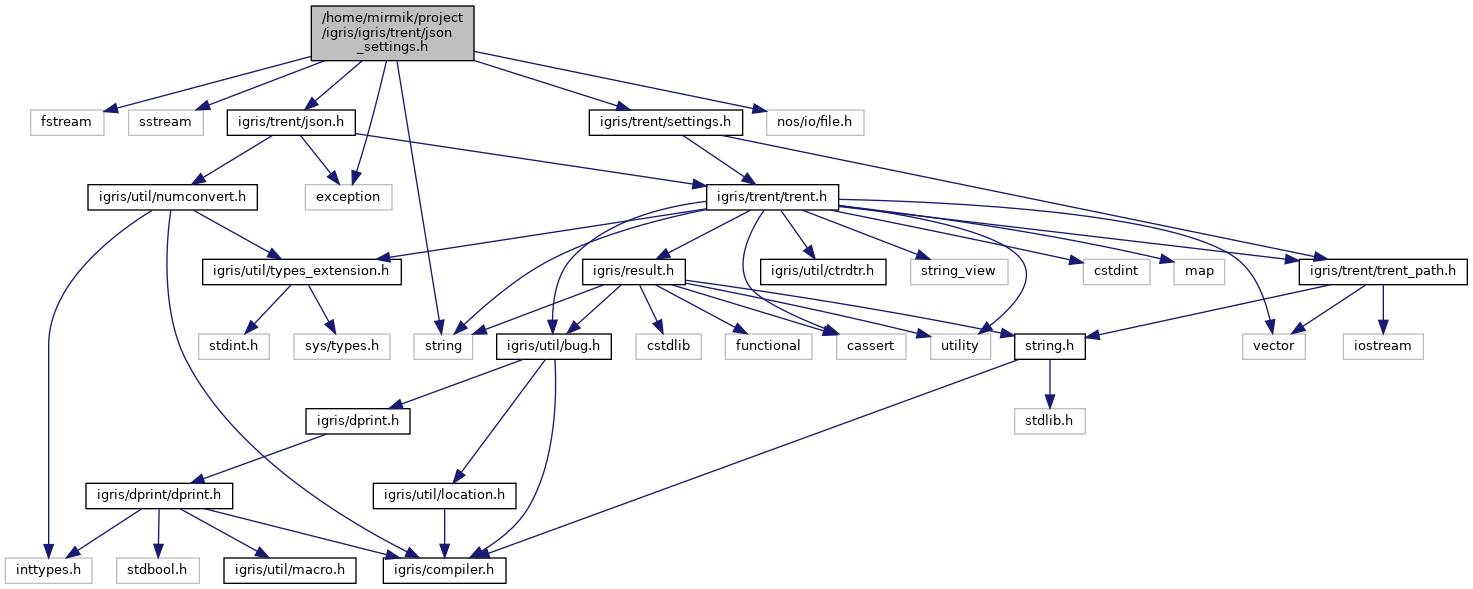 /home/mirmik/project
/igris/igris/trent/json
_settings.h
fstream
sstream
igris/trent/json.h
igris/trent/settings.h
nos/io/file.h
igris/util/numconvert.h
exception
igris/trent/trent.h
igris/util/types_extension.h
igris/result.h
igris/util/ctrdtr.h
string_view
cstdint
map
igris/trent/trent_path.h
stdint.h
sys/types.h
string
igris/util/bug.h
cstdlib
functional
cassert
utility
string.h
vector
iostream
igris/dprint.h
stdlib.h
igris/dprint/dprint.h
igris/util/location.h
inttypes.h
stdbool.h
igris/util/macro.h
igris/compiler.h